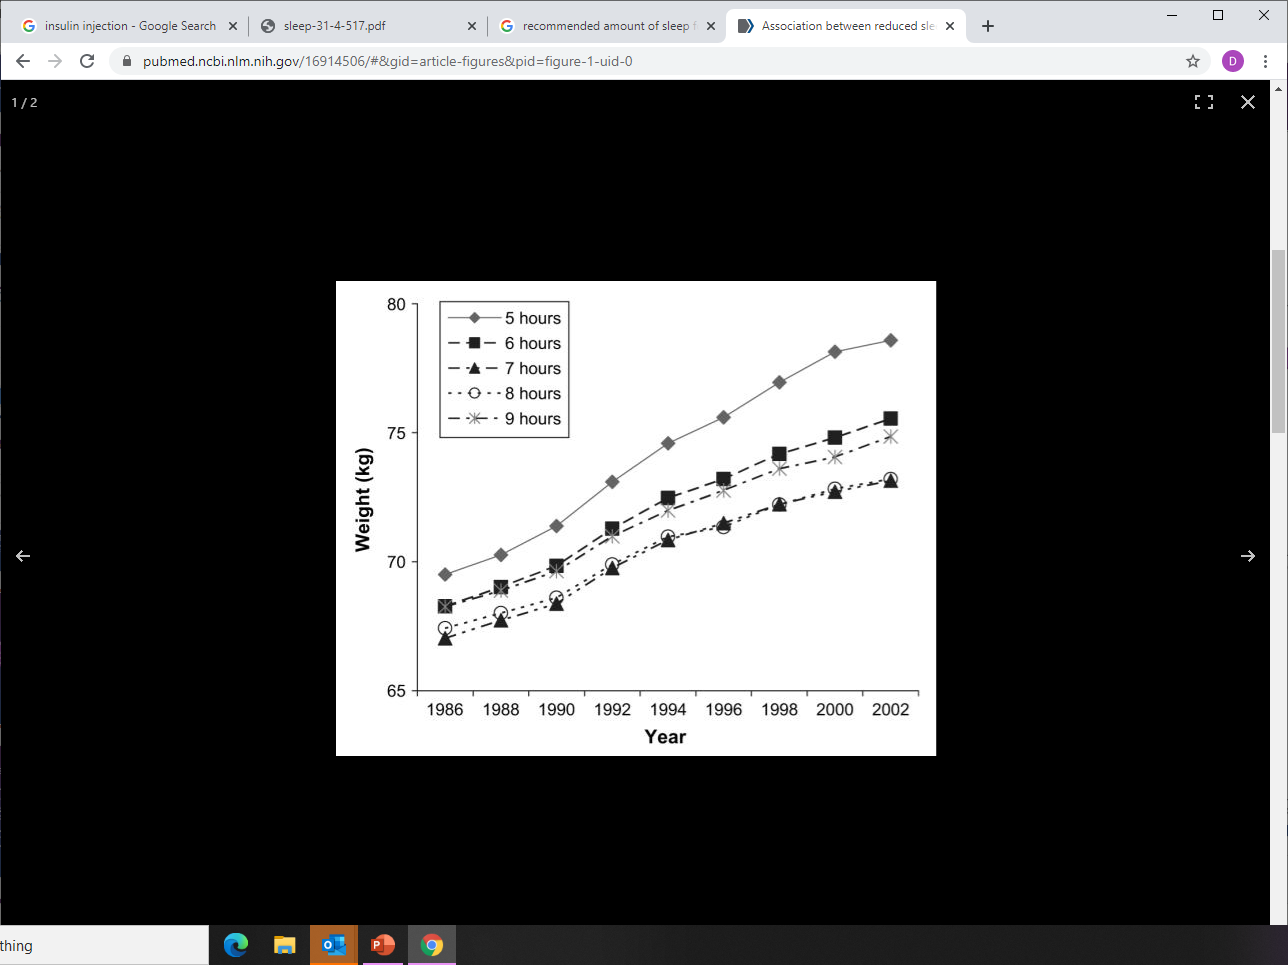 insulin injection - Google Search
sleep-31-4-517.pdf
recommended amount of sleep f
Association between reduced sle
pubmed.ncbi.nlm.nih.gov/16914506/#&gid=article-figures&pid=figure-1-uid-0
D
1 / 2
80
75
70
65
Weight (kg)
5 hours
6 hours
7 hours
8 hours
9 hours
1986 1988 1990 1992 1994 1996 1998 2000 2002
Year
thing